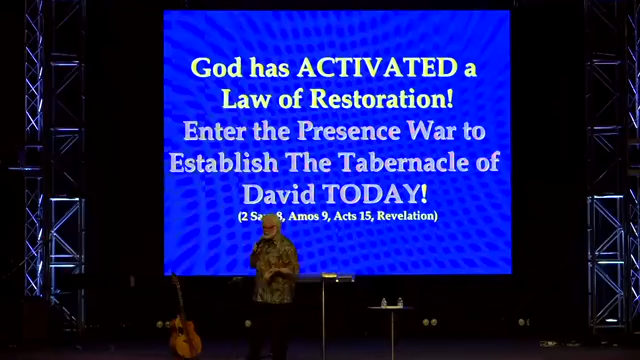 God has ACTIVATED a
Law of Restoration!
Enter the Presence War to
Establish The Tabernacle of
David TODAY!
(2 Sam 8, Amos 9, Acts 15, Revelation)